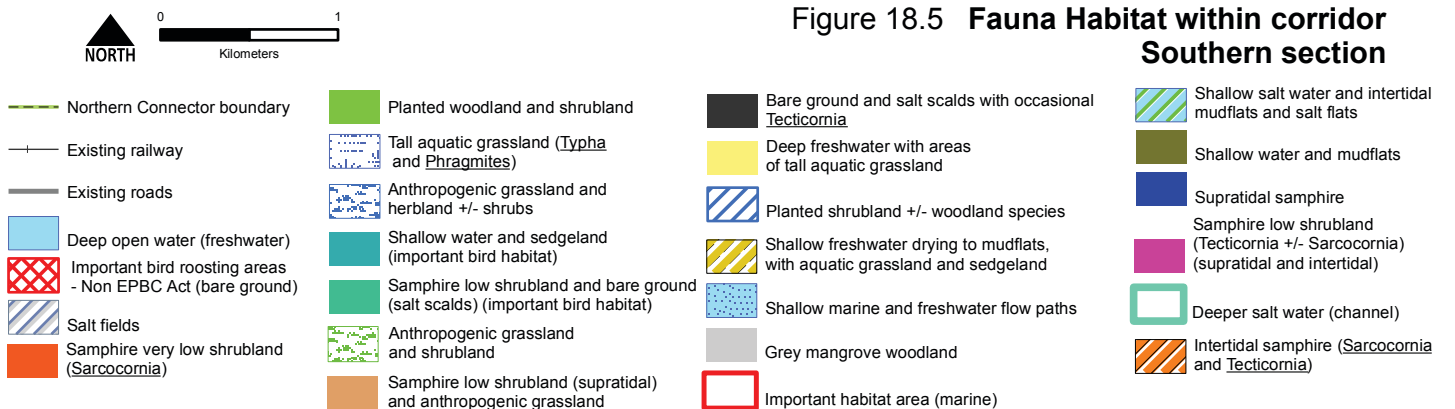 NORTH
0 1
Kilometers
Figure 18.5 Fauna Habitat within corridor
Southern section
Northern Connector boundary
Existing railway
Existing roads
Deep open water (freshwater)
Important bird roosting areas
- Non EPBC Act (bare ground)
Salt fields
Samphire very low shrubland
(Sarcocornia)
Planted woodland and shrubland
Tall aquatic grassland (Typha
and Phragmites)
Anthropogenic grassland and
herbland +/- shrubs
Shallow water and sedgeland
(important bird habitat)
Samphire low shrubland and bare ground
(salt scalds) (important bird habitat)
Anthropogenic grassland
and shrubland
Samphire low shrubland (supratidal)
and anthropogenic grassland
Bare ground and salt scalds with occasional
Tecticornia
Deep freshwater with areas
of tall aquatic grassland
Planted shrubland +/- woodland species
Shallow freshwater drying to mudflats,
with aquatic grassland and sedgeland
Shallow marine and freshwater flow paths
Grey mangrove woodland
Important habitat area (marine)
Shallow salt water and intertidal
mudflats and salt flats
Shallow water and mudflats
Supratidal samphire
Samphire low shrubland
(Tecticornia +/- Sarcocornia)
(supratidal and intertidal)
Deeper salt water (channel)
Intertidal samphire (Sarcocornia
and Tecticornia)